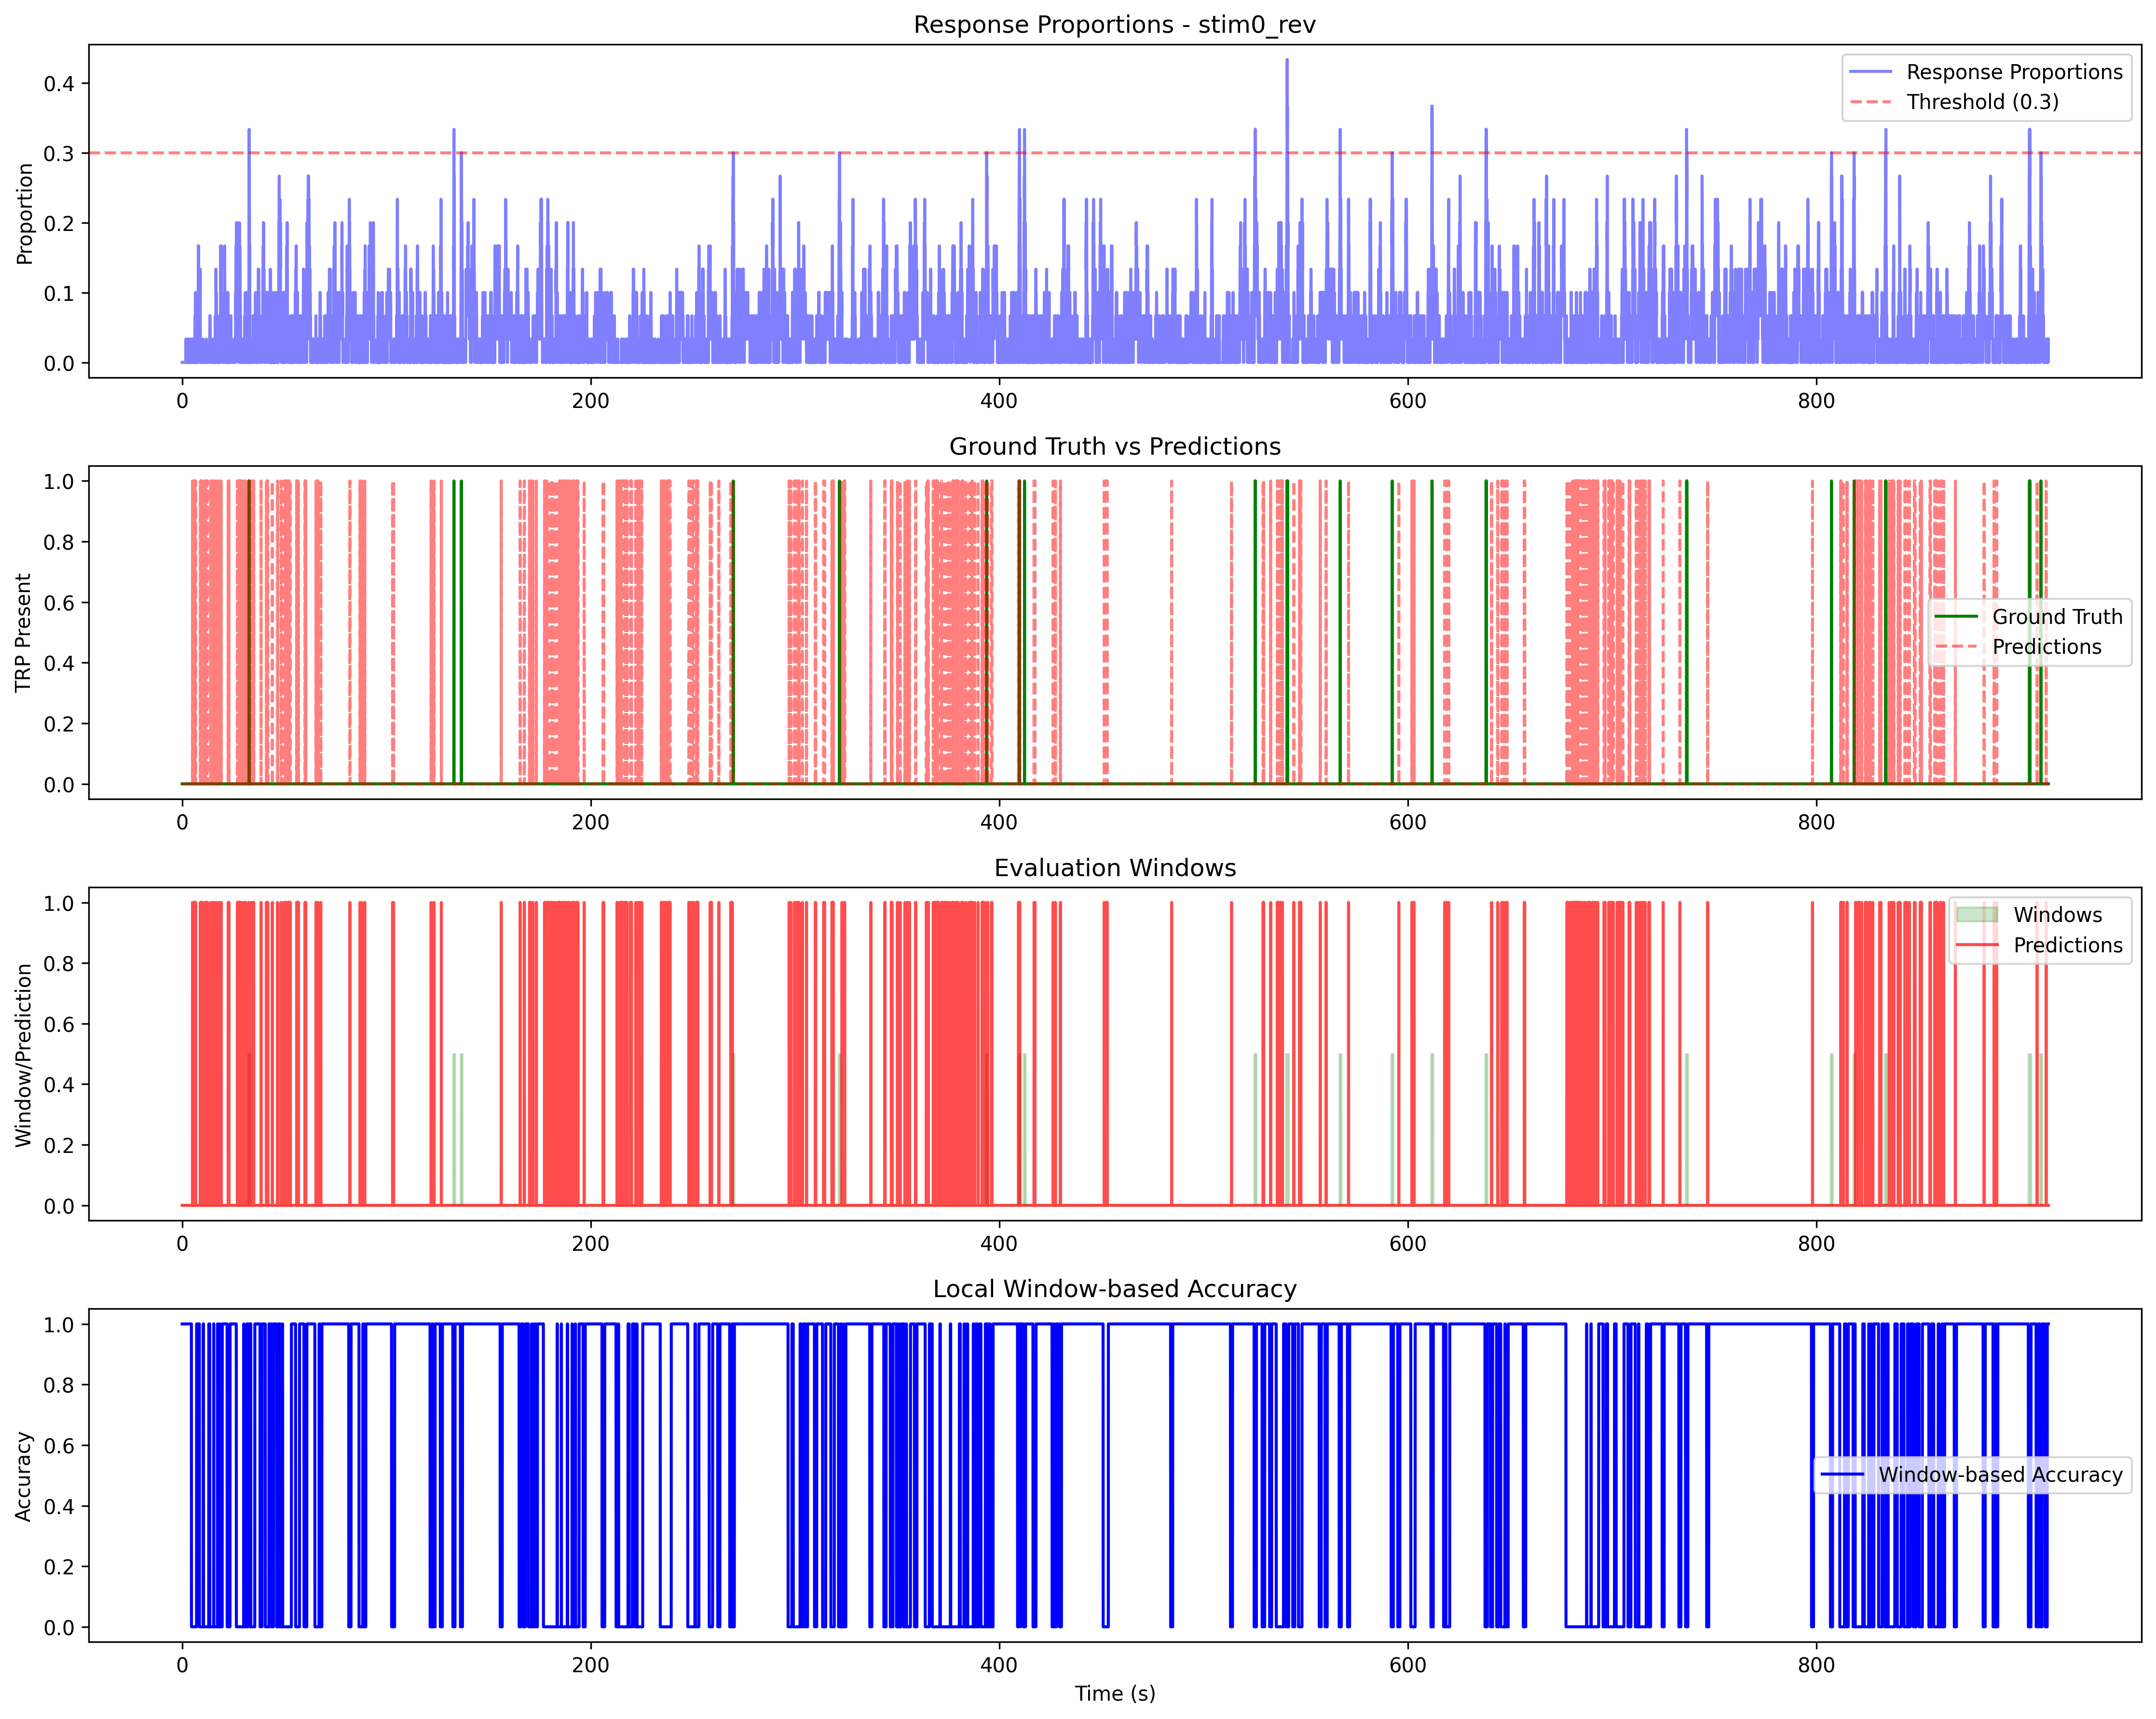 Response Proportions - stim0_rev
Response Proportions
Threshold (0.3)
Proportion
0.4
0.3
0.2
0.1
0.0
0 200 400 600 800
Ground Truth vs Predictions
Ground Truth
Predictions
TRP Present
1.0
0.8
0.6
0.4
0.2
0.0
0 200 400 600 800
Evaluation Windows
Windows
Predictions
Window/Prediction
1.0
0.8
0.6
0.4
0.2
0.0
0 200 400 600 800
Local Window-based Accuracy
Window-based Accuracy
Accuracy
1.0
0.8
0.6
0.4
0.2
0.0
0 200 400 600 800
Time (s)